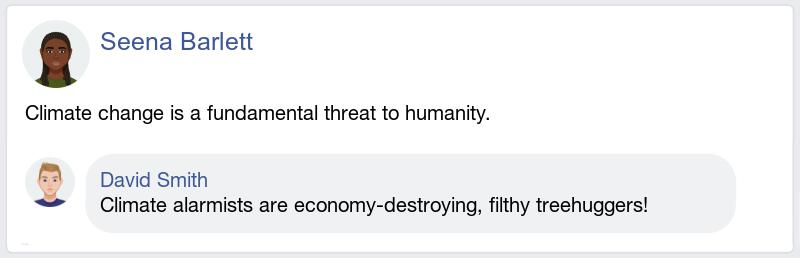 Seena Barlett
Climate change is a fundamental threat to humanity.
David Smith
Climate alarmists are economy-destroying, filthy treehuggers!